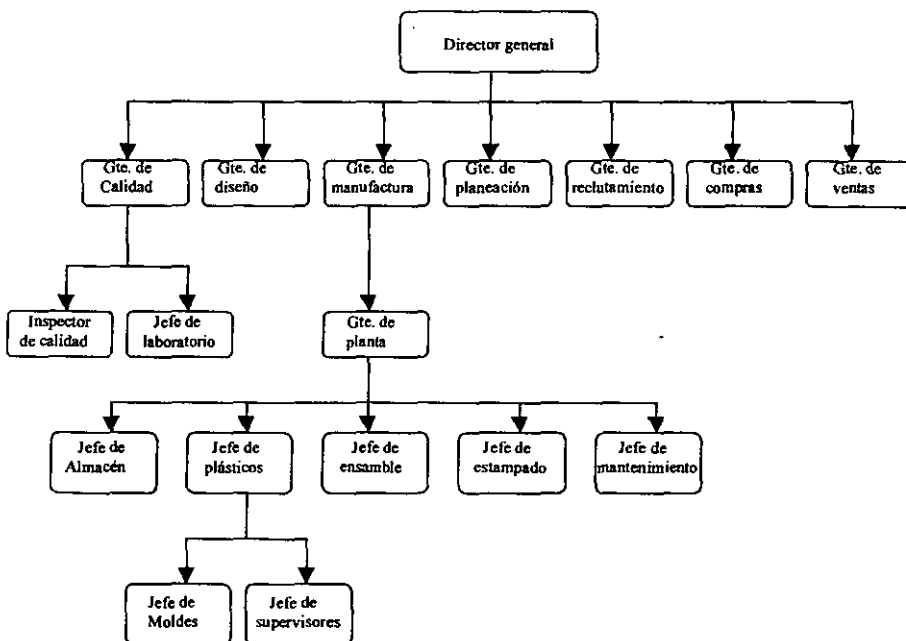 Director general
Gte. de
Calidad
Gte. de
diseño
Gte. de
manufactura
Gte. de
planeación
Gte. de
reclutamiento
Gte. de
compras
Gte. de
ventas
Inspector
de calidad
Jefe de
laboratorio
Gte. de
planta
Jefe de
Almacén
Jefe de
plásticos
Jefe de
ensamble
Jefe de
estampado
Jefe de
mantenimiento
Jefe de
Moldes
Jefe de
supervisores